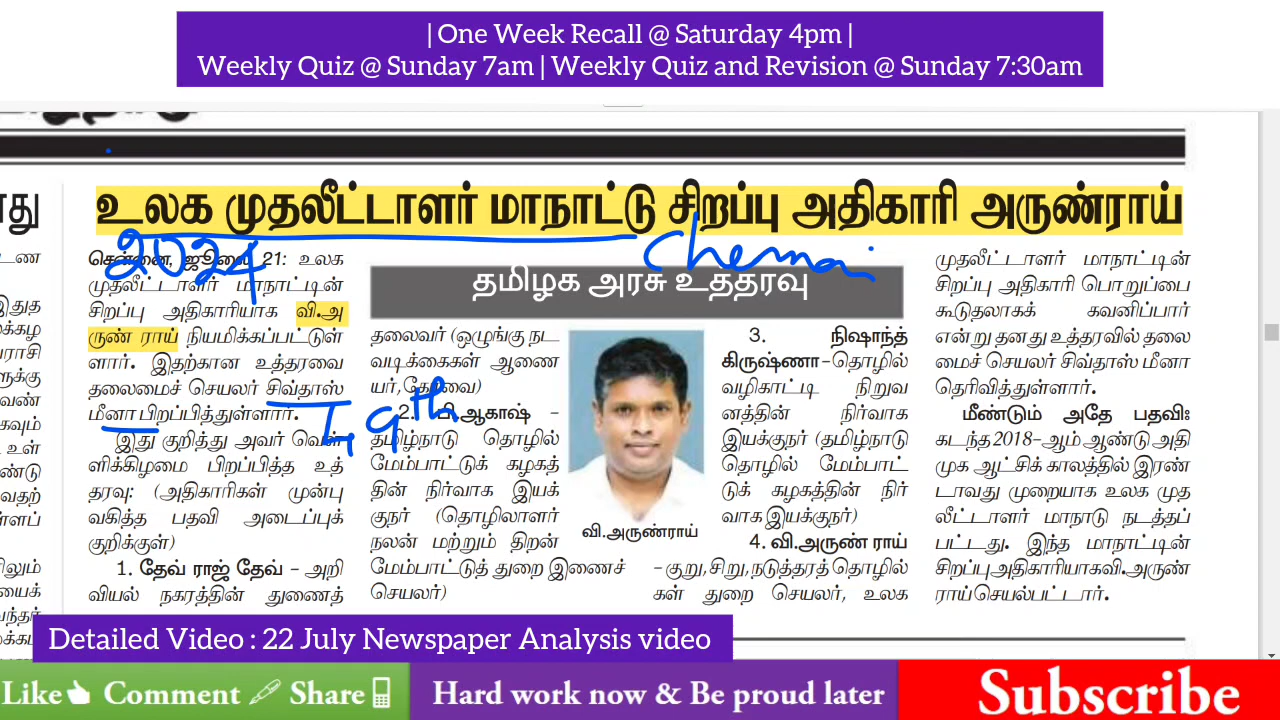 | One Week Recall @ Saturday 4pm |
Weekly Quiz @ Sunday 7am | Weekly Quiz and Revision @ Sunday 7:30am
உலக முதலீட்டாளர் மாநாட்டு சிறப்பு அதிகாரி அருண்ராய்
2024
Chennai
தமிழக அரசு உத்தரவு
சென்னை, ஜூலை 21: உலக
முதலீட்டாளர் மாநாட்டின்
சிறப்பு அதிகாரியாக வி.அ
ருண் ராய் நியமிக்கப்பட்டுள்
ளார். இதற்கான உத்தரவை
தலைமைச் செயலர் சிவ்தாஸ்
மீனா பிறப்பித்துள்ளார்.
49th
இது குறித்து அவர் வெள்
ளிக்கிழமை பிறப்பித்த உத்
தரவு: (அதிகாரிகள் முன்பு
வகித்த பதவி அடைப்புக்
குறிக்குள்)
1. தேவ் ராஜ் தேவ் – அறி
வியல் நகரத்தின் துணைத்
தலைவர் (ஒழுங்கு நட
வடிக்கைகள் ஆணை
யர், கோவை)
2. பி.ஆகாஷ் –
தமிழ்நாடு தொழில்
மேம்பாட்டுக் கழகத்
தின் நிர்வாக இயக்
குநர் (தொழிலாளர்
நலன் மற்றும் திறன்
மேம்பாட்டுத் துறை இணைச்
செயலர்)
வி.அருண்ராய்
3. நிஷாந்த்
கிருஷ்ணா–தொழில்
வழிகாட்டி நிறுவ
னத்தின் நிர்வாக
இயக்குநர் (தமிழ்நாடு
தொழில் மேம்பாட்
டுக் கழகத்தின் நிர்
வாக இயக்குநர்)
4. வி.அருண் ராய்
– குறு, சிறு, நடுத்தரத் தொழில்
கள் துறை செயலர், உலக
முதலீட்டாளர் மாநாட்டின்
சிறப்பு அதிகாரி பொறுப்பை
கூடுதலாகக் கவனிப்பார்
என்று தனது உத்தரவில் தலை
மைச் செயலர் சிவ்தாஸ் மீனா
தெரிவித்துள்ளார்.
மீண்டும் அதே பதவி:
கடந்த 2018–ஆம் ஆண்டு அதி
முக ஆட்சிக் காலத்தில் இரண்
டாவது முறையாக உலக முத
லீட்டாளர் மாநாடு நடத்தப்
பட்டது. இந்த மாநாட்டின்
சிறப்பு அதிகாரியாக வி.அருண்
ராய் செயல்பட்டார்.
Detailed Video : 22 July Newspaper Analysis video
Like Comment Share
Hard work now & Be proud later
Subscribe